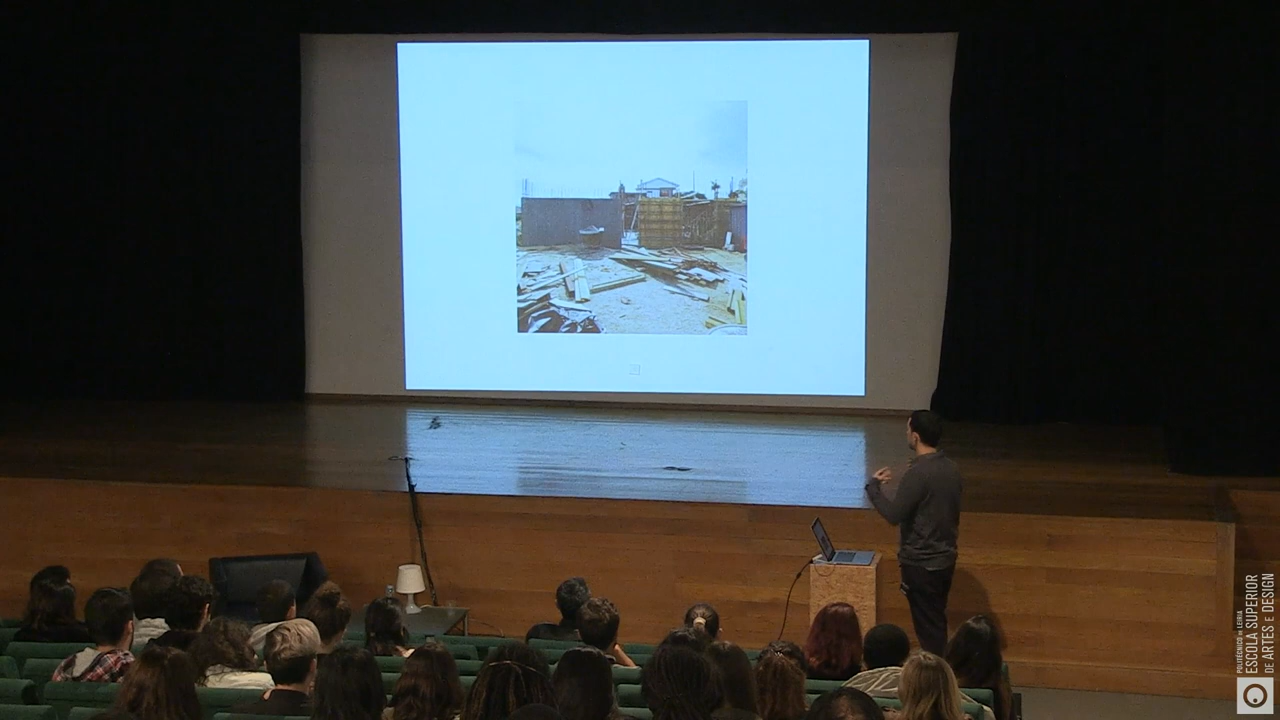 POLITÉCNICO DE LEIRIA
ESCOLA SUPERIOR
DE ARTES E DESIGN